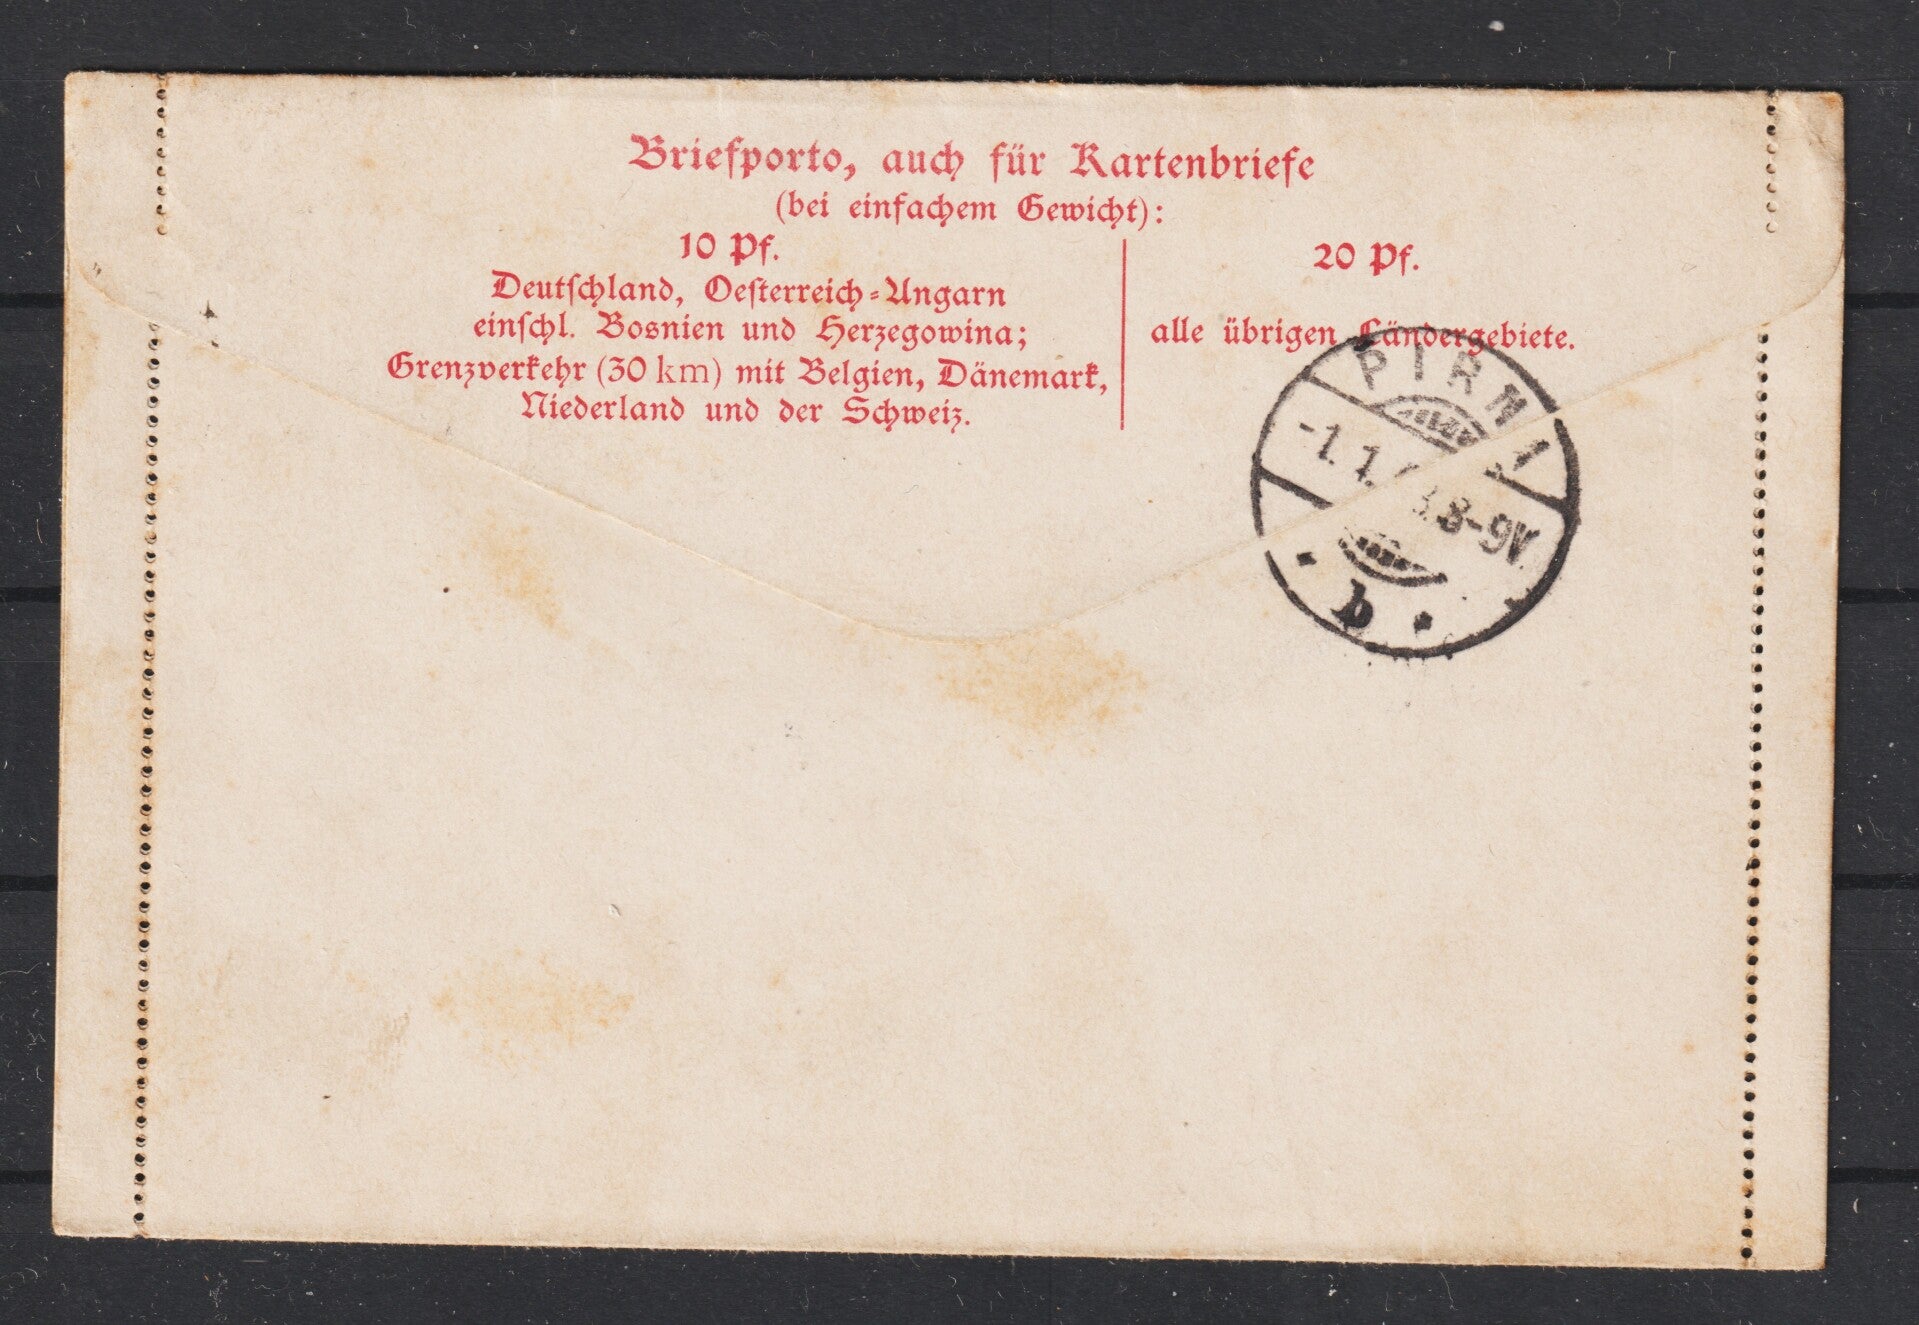 Briefporto, auch für Kartenbriefe
(bei einfachem Gewicht):
10 Pf.
Deutschland, Oesterreich-Ungarn
einschl. Bosnien und Herzegowina;
Grenzverkehr (30 km) mit Belgien, Dänemark,
Niederland und der Schweiz.
20 Pf.
alle übrigen Ländergebiete.
PIRNA
-1.1. 8-9V.
b